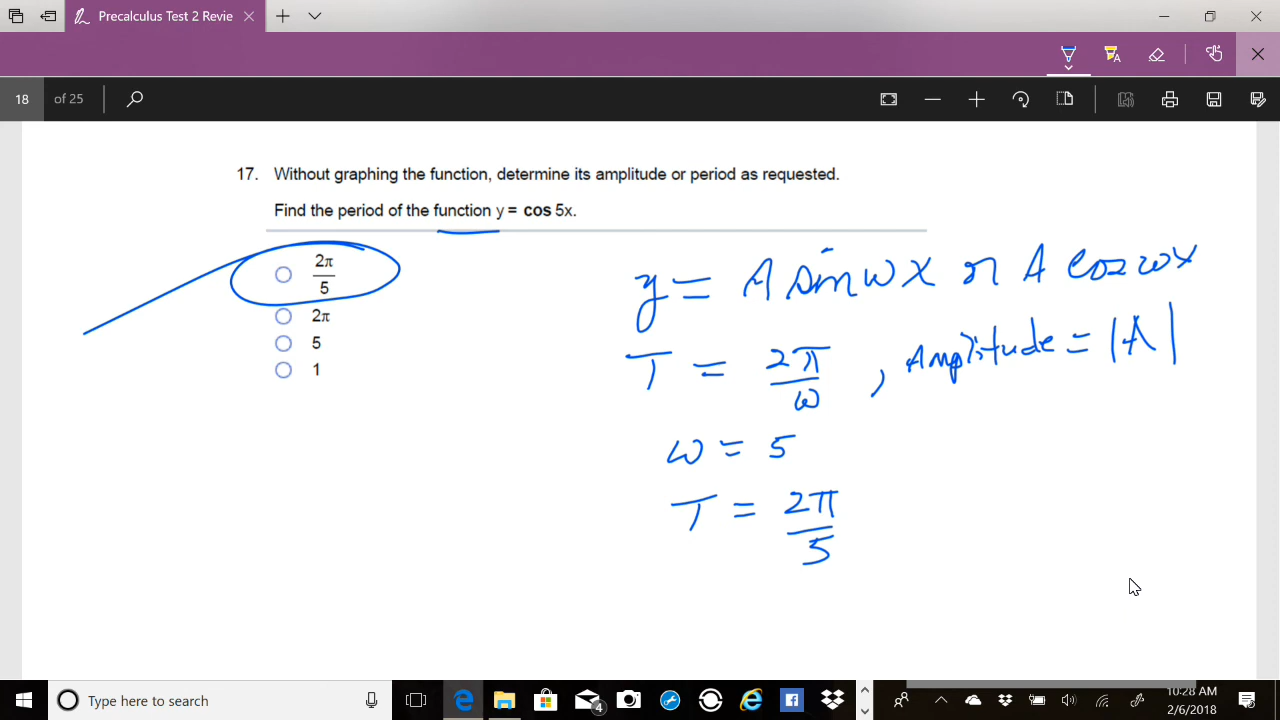 Precalculus Test 2 Revie
18 of 25
17. Without graphing the function, determine its amplitude or period as requested.
Find the period of the function y = cos 5x.
2π/5
2π
5
1
y = A sin ωx or A cos ωx
T = 2π/ω , Amplitude = |A|
ω = 5
T = 2π/5
Type here to search
4
10:28 AM
2/6/2018